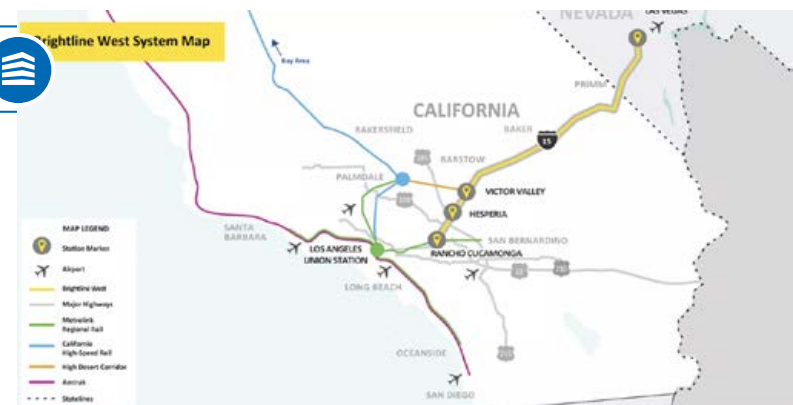 NEVADA
LAS VEGAS
Brightline West System Map
Bay Area
PRIMM
CALIFORNIA
BAKERSFIELD
BAKER
15
BARSTOW
PALMDALE
VICTOR VALLEY
HESPERIA
SANTA
BARBARA
LOS ANGELES
UNION STATION
SAN BERNARDINO
RANCHO CUCAMONGA
LONG BEACH
OCEANSIDE
SAN DIEGO
MAP LEGEND
Station Marker
Airport
Brightline West
Major Highways
Metrolink
Regional Rail
California
High-Speed Rail
High Desert Corridor
Amtrak
Statelines